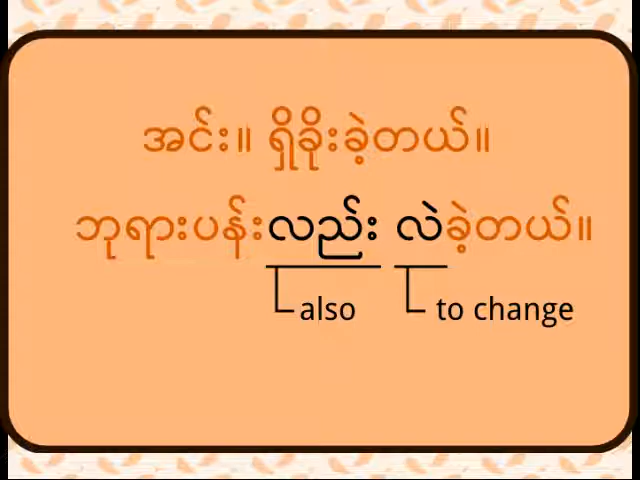 အင်း။ ရှိခိုးခဲ့တယ်။
ဘုရားပန်းလည်း လဲခဲ့တယ်။
also to change